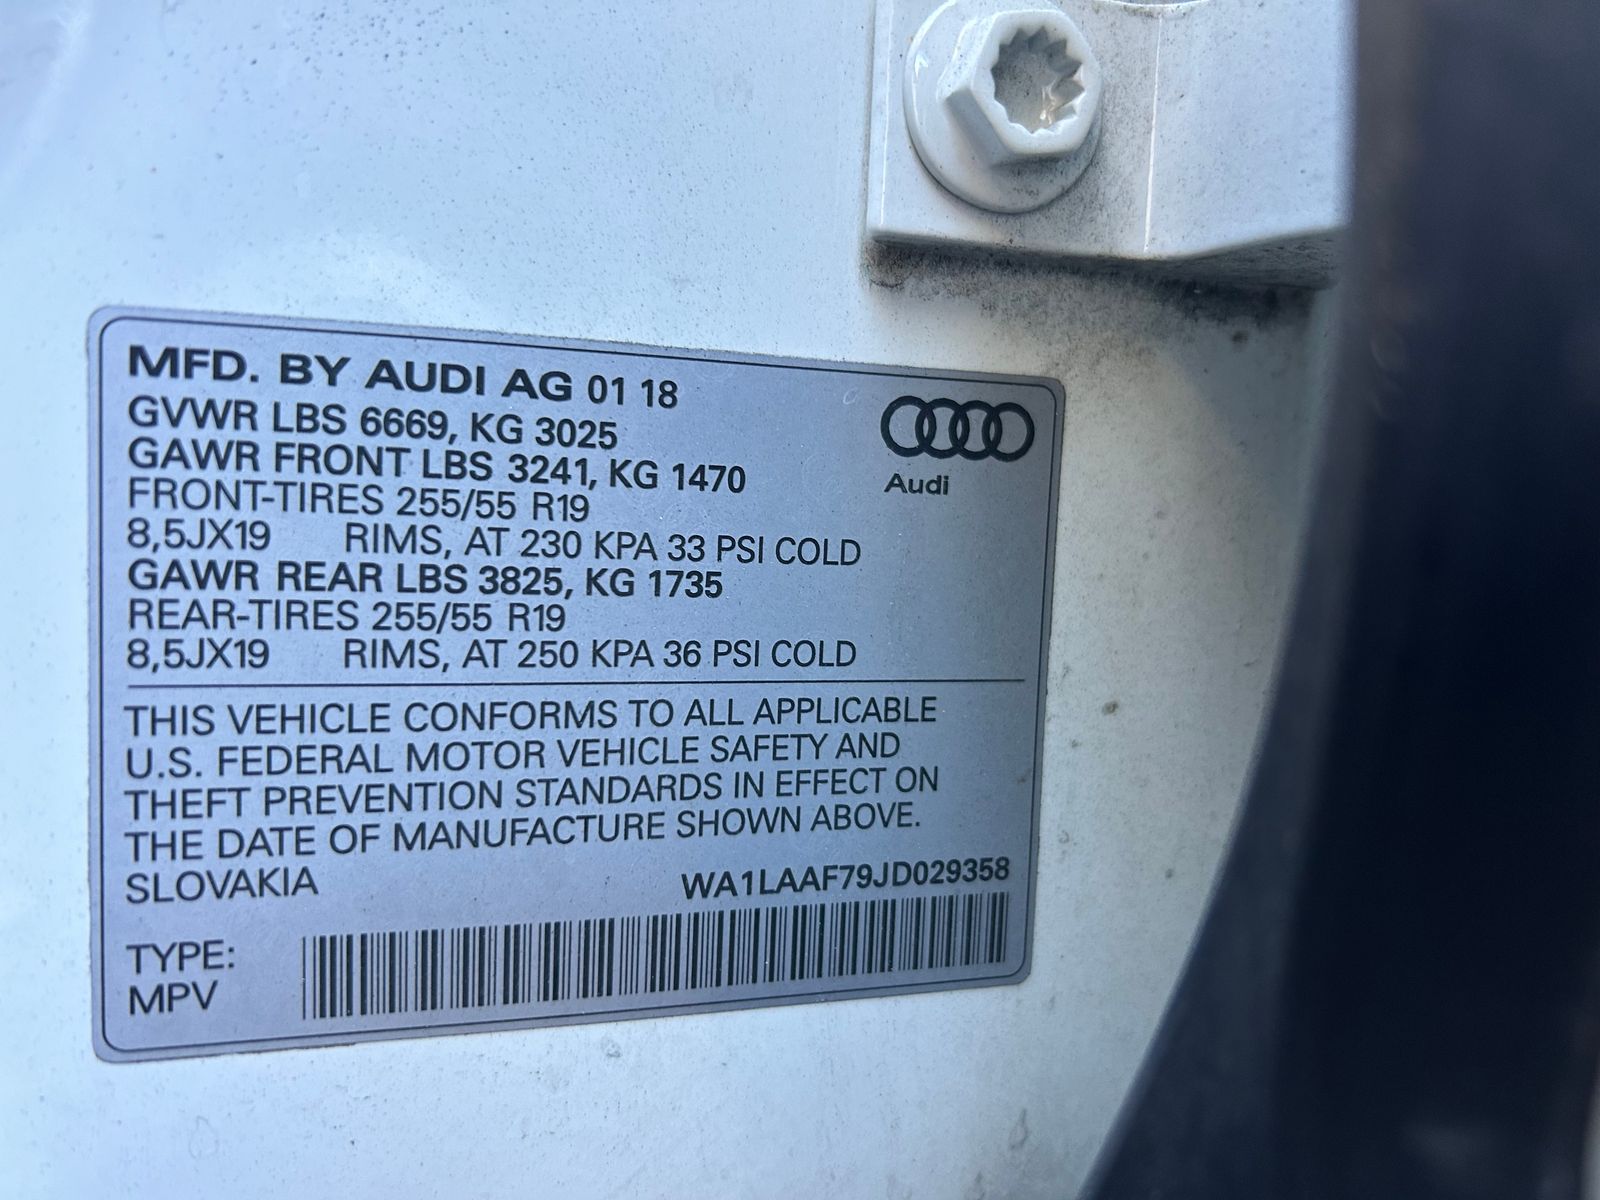 MFD. BY AUDI AG 01 18
GVWR LBS 6669, KG 3025
GAWR FRONT LBS 3241, KG 1470
FRONT-TIRES 255/55 R19
8,5JX19 RIMS, AT 230 KPA 33 PSI COLD
GAWR REAR LBS 3825, KG 1735
REAR-TIRES 255/55 R19
8,5JX19 RIMS, AT 250 KPA 36 PSI COLD
Audi
THIS VEHICLE CONFORMS TO ALL APPLICABLE
U.S. FEDERAL MOTOR VEHICLE SAFETY AND
THEFT PREVENTION STANDARDS IN EFFECT ON
THE DATE OF MANUFACTURE SHOWN ABOVE.
SLOVAKIA WA1LAAF79JD029358
TYPE:
MPV